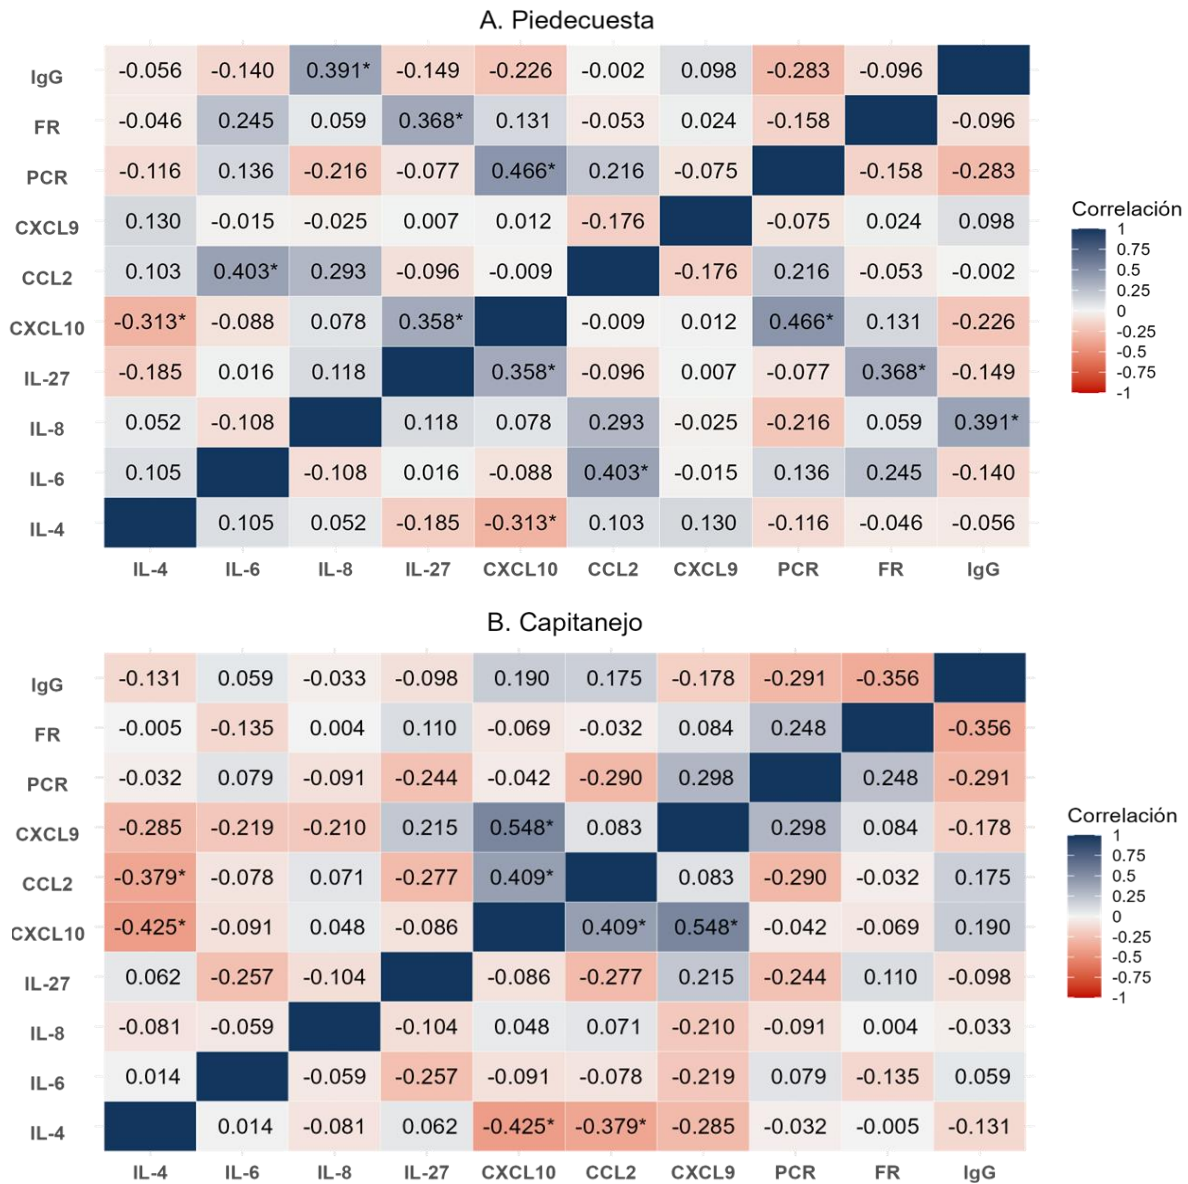 A. Piedecuesta
IgG -0.056 -0.140 0.391* -0.149 -0.226 -0.002 0.098 -0.283 -0.096
FR -0.046 0.245 0.059 0.368* 0.131 -0.053 0.024 -0.158 -0.096
PCR -0.116 0.136 -0.216 -0.077 0.466* 0.216 -0.075 -0.158 -0.283
CXCL9 0.130 -0.015 -0.025 0.007 0.012 -0.176 -0.075 0.024 0.098
CCL2 0.103 0.403* 0.293 -0.096 -0.009 -0.176 0.216 -0.053 -0.002
CXCL10 -0.313* -0.088 0.078 0.358* -0.009 0.012 0.466* 0.131 -0.226
IL-27 -0.185 0.016 0.118 0.358* -0.096 0.007 -0.077 0.368* -0.149
IL-8 0.052 -0.108 0.118 0.078 0.293 -0.025 -0.216 0.059 0.391*
IL-6 0.105 -0.108 0.016 -0.088 0.403* -0.015 0.136 0.245 -0.140
IL-4 0.105 0.052 -0.185 -0.313* 0.103 0.130 -0.116 -0.046 -0.056
IL-4 IL-6 IL-8 IL-27 CXCL10 CCL2 CXCL9 PCR FR IgG
Correlación
1
0.75
0.5
0.25
0
-0.25
-0.5
-0.75
-1
B. Capitanejo
IgG -0.131 0.059 -0.033 -0.098 0.190 0.175 -0.178 -0.291 -0.356
FR -0.005 -0.135 0.004 0.110 -0.069 -0.032 0.084 0.248 -0.356
PCR -0.032 0.079 -0.091 -0.244 -0.042 -0.290 0.298 0.248 -0.291
CXCL9 -0.285 -0.219 -0.210 0.215 0.548* 0.083 0.298 0.084 -0.178
CCL2 -0.379* -0.078 0.071 -0.277 0.409* 0.083 -0.290 -0.032 0.175
CXCL10 -0.425* -0.091 0.048 -0.086 0.409* 0.548* -0.042 -0.069 0.190
IL-27 0.062 -0.257 -0.104 -0.086 -0.277 0.215 -0.244 0.110 -0.098
IL-8 -0.081 -0.059 -0.104 0.048 0.071 -0.210 -0.091 0.004 -0.033
IL-6 0.014 -0.059 -0.257 -0.091 -0.078 -0.219 0.079 -0.135 0.059
IL-4 0.014 -0.081 0.062 -0.425* -0.379* -0.285 -0.032 -0.005 -0.131
IL-4 IL-6 IL-8 IL-27 CXCL10 CCL2 CXCL9 PCR FR IgG
Correlación
1
0.75
0.5
0.25
0
-0.25
-0.5
-0.75
-1